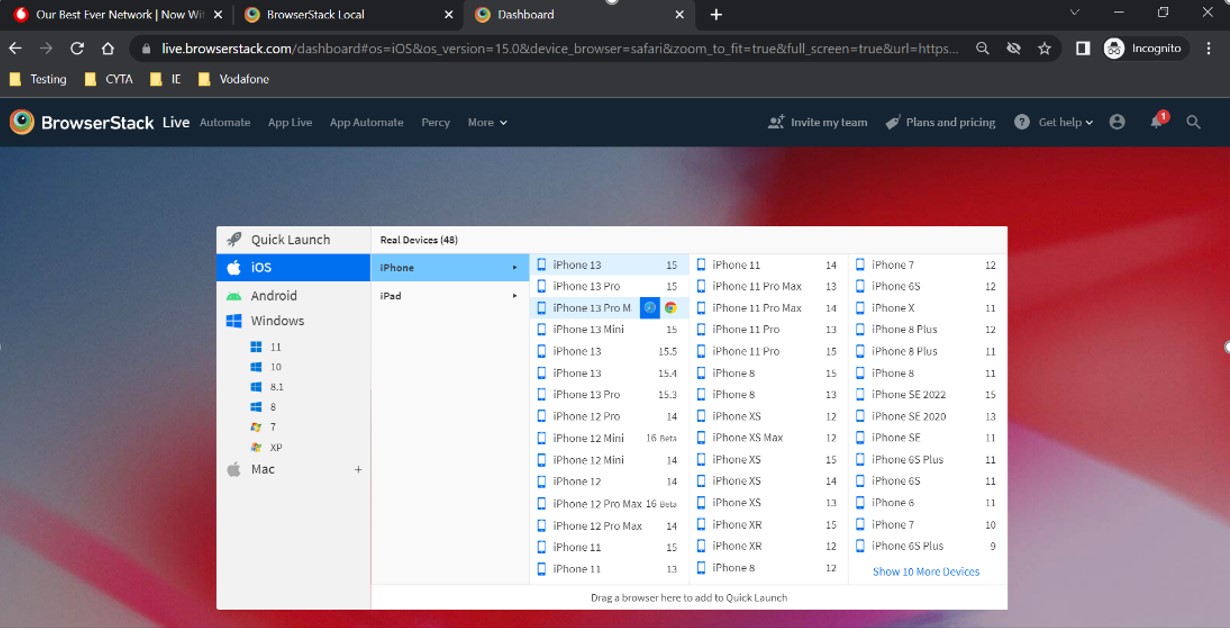 Our Best Ever Network | Now Wit
BrowserStack Local
Dashboard
live.browserstack.com/dashboard#os=iOS&os_version=15.0&device_browser=safari&zoom_to_fit=true&full_screen=true&url=https...
Incognito
Testing CYTA IE Vodafone
BrowserStack Live Automate App Live App Automate Percy More Invite my team Plans and pricing ? Get help 1
Quick Launch
iOS
Android
Windows
11
10
8.1
8
7
XP
Mac +
Real Devices (48)
iPhone
iPad
iPhone 13 15
iPhone 13 Pro 15
iPhone 13 Pro M
iPhone 13 Mini 15
iPhone 13 15.5
iPhone 13 15.4
iPhone 13 Pro 15.3
iPhone 12 Pro 14
iPhone 12 Mini 16 Beta
iPhone 12 Mini 14
iPhone 12 14
iPhone 12 Pro Max 16 Beta
iPhone 12 Pro Max 14
iPhone 11 15
iPhone 11 13
iPhone 11 14
iPhone 11 Pro Max 13
iPhone 11 Pro Max 14
iPhone 11 Pro 13
iPhone 11 Pro 15
iPhone 8 15
iPhone 8 13
iPhone XS 12
iPhone XS Max 12
iPhone XS 15
iPhone XS 14
iPhone XS 13
iPhone XR 15
iPhone XR 12
iPhone 8 12
iPhone 7 12
iPhone 6S 12
iPhone X 11
iPhone 8 Plus 12
iPhone 8 Plus 11
iPhone 8 11
iPhone SE 2022 15
iPhone SE 2020 13
iPhone SE 11
iPhone 6S Plus 11
iPhone 6S 11
iPhone 6 11
iPhone 7 10
iPhone 6S Plus 9
Show 10 More Devices
Drag a browser here to add to Quick Launch